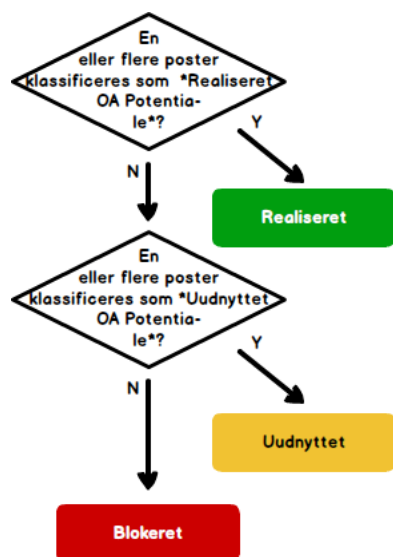 En
eller flere poster
klassificeres som *Realiseret
OA Potentia-
le*?
Y
N
Realiseret
En
eller flere poster
klassificeres som *Uudnyttet
OA Potentia-
le*?
Y
N
Uudnyttet
Blokeret